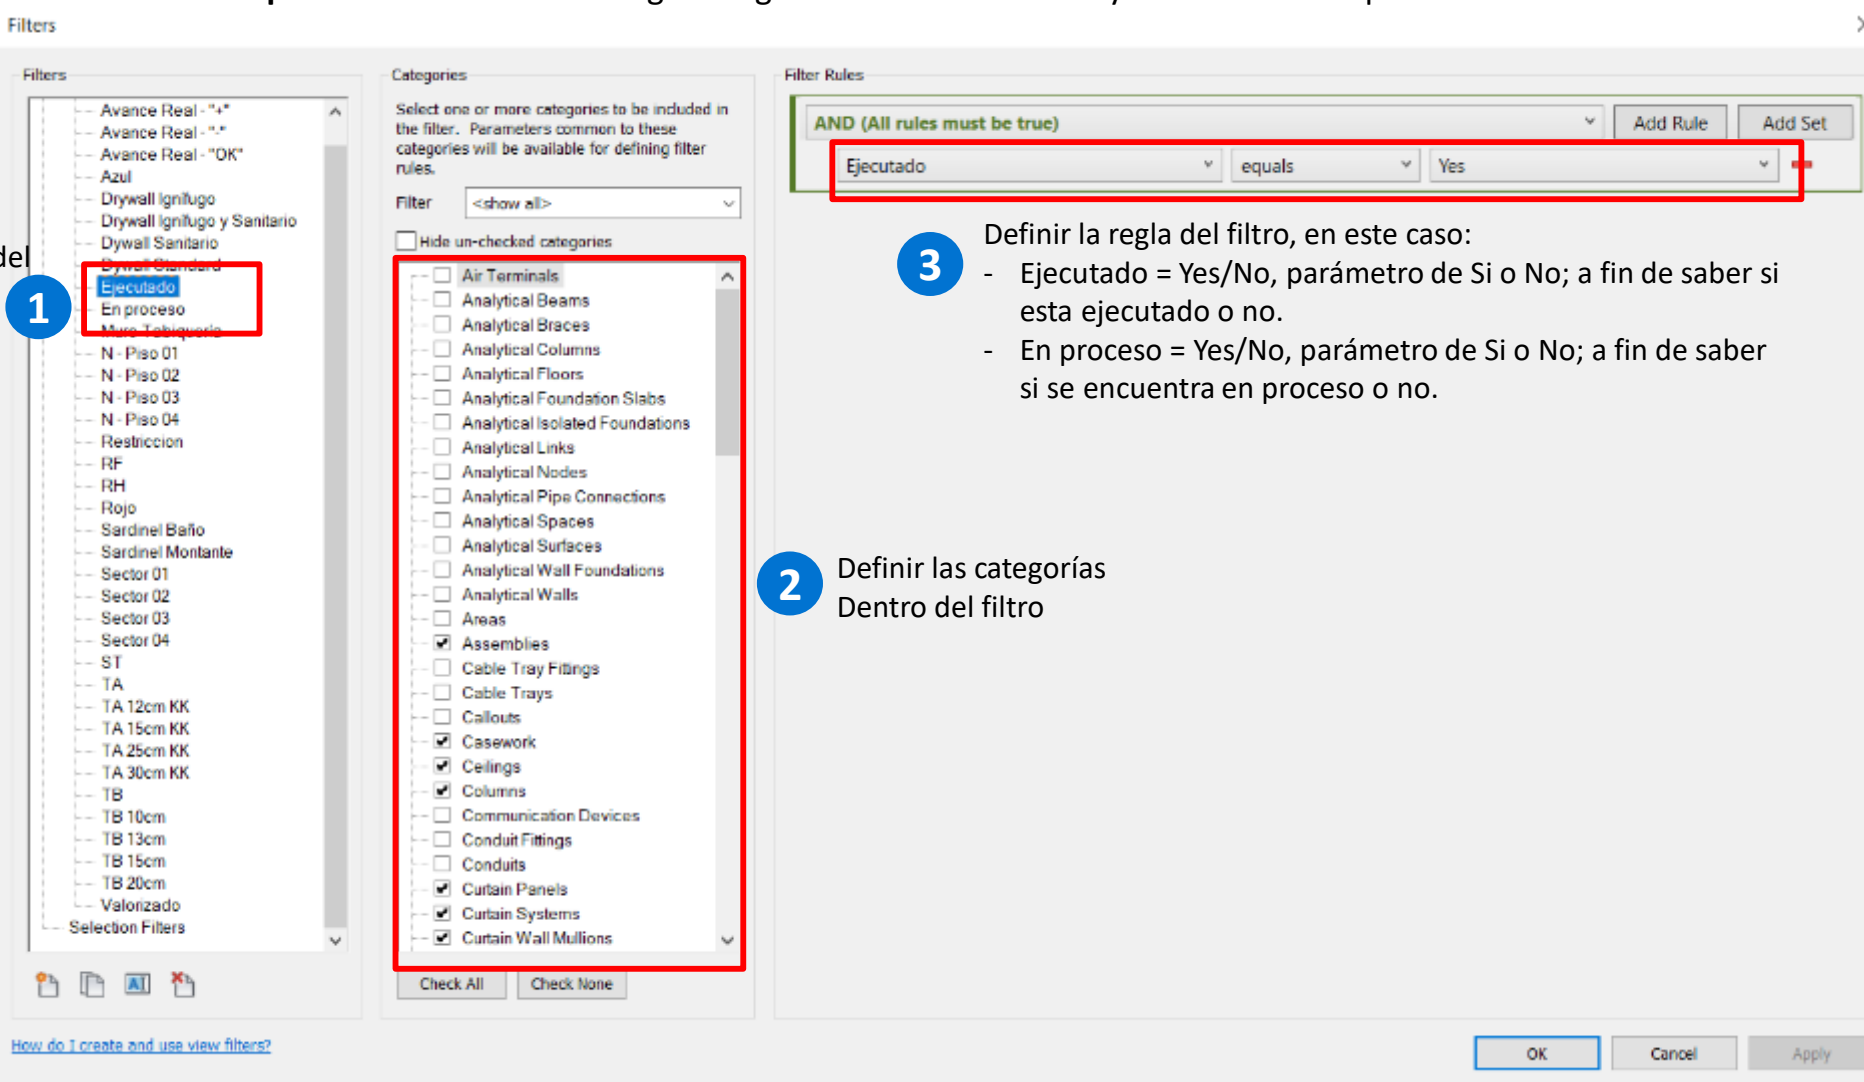 Filters
Filters
Avance Real - "+"
Avance Real - "-"
Avance Real - "OK"
Azul
Drywall Ignífugo
Drywall Ignífugo y Sanitario
Dywall Sanitario
Dywall Standard
Ejecutado
En proceso
Muro Tabiquería
N - Piso 01
N - Piso 02
N - Piso 03
N - Piso 04
Restriccion
RF
RH
Rojo
Sardinel Baño
Sardinel Montante
Sector 01
Sector 02
Sector 03
Sector 04
ST
TA
TA 12cm KK
TA 15cm KK
TA 25cm KK
TA 30cm KK
TB
TB 10cm
TB 13cm
TB 15cm
TB 20cm
Valorizado
Selection Filters
del
1
How do I create and use view filters?
Categories
Select one or more categories to be included in
the filter. Parameters common to these
categories will be available for defining filter
rules.
Filter <show all>
Hide un-checked categories
Air Terminals
Analytical Beams
Analytical Braces
Analytical Columns
Analytical Floors
Analytical Foundation Slabs
Analytical Isolated Foundations
Analytical Links
Analytical Nodes
Analytical Pipe Connections
Analytical Spaces
Analytical Surfaces
Analytical Wall Foundations
Analytical Walls
Areas
Assemblies
Cable Tray Fittings
Cable Trays
Callouts
Casework
Ceilings
Columns
Communication Devices
Conduit Fittings
Conduits
Curtain Panels
Curtain Systems
Curtain Wall Mullions
Check All Check None
Filter Rules
AND (All rules must be true) Add Rule Add Set
Ejecutado equals Yes
3
Definir la regla del filtro, en este caso:
- Ejecutado = Yes/No, parámetro de Si o No; a fin de saber si
esta ejecutado o no.
- En proceso = Yes/No, parámetro de Si o No; a fin de saber
si se encuentra en proceso o no.
2
Definir las categorías
Dentro del filtro
OK Cancel Apply